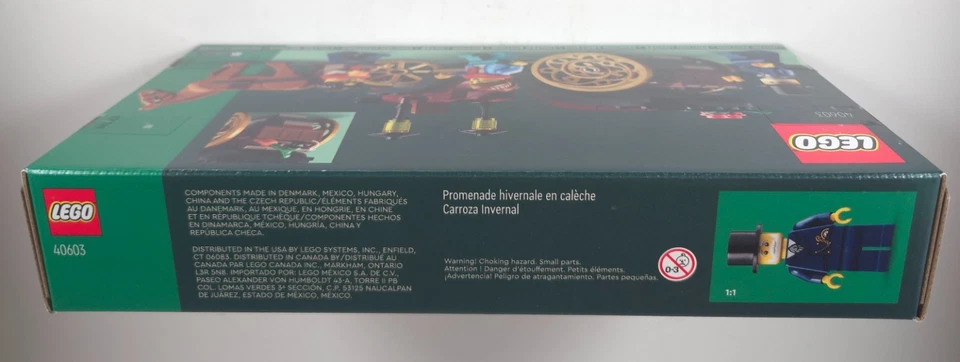 40603
LEGO
LEGO
40603
COMPONENTS MADE IN DENMARK, MEXICO, HUNGARY,
CHINA AND THE CZECH REPUBLIC/ÉLÉMENTS FABRIQUÉS
AU DANEMARK, AU MEXIQUE, EN HONGRIE, EN CHINE
ET EN RÉPUBLIQUE TCHÈQUE/COMPONENTES HECHOS
EN DINAMARCA, MÉXICO, HUNGRÍA, CHINA Y
REPÚBLICA CHECA.
DISTRIBUTED IN THE USA BY LEGO SYSTEMS, INC., ENFIELD,
CT 06083. DISTRIBUTED IN CANADA BY/DISTRIBUÉ AU
CANADA PAR LEGO CANADA INC., MARKHAM, ONTARIO
L3R 5N8. IMPORTADO POR: LEGO MÉXICO S.A. DE C.V.,
PASEO ALEXANDER VON HUMBOLDT 43-A, TORRE II PB
COL. LOMAS VERDES 3ª SECCIÓN, C.P. 53125 NAUCALPAN
DE JUÁREZ, ESTADO DE MÉXICO, MÉXICO.
Promenade hivernale en calèche
Carroza Invernal
Warning! Choking hazard. Small parts.
Attention ! Danger d'étouffement. Petits éléments.
¡Advertencia! Peligro de atragantamiento. Partes pequeñas.
0-3
1:1